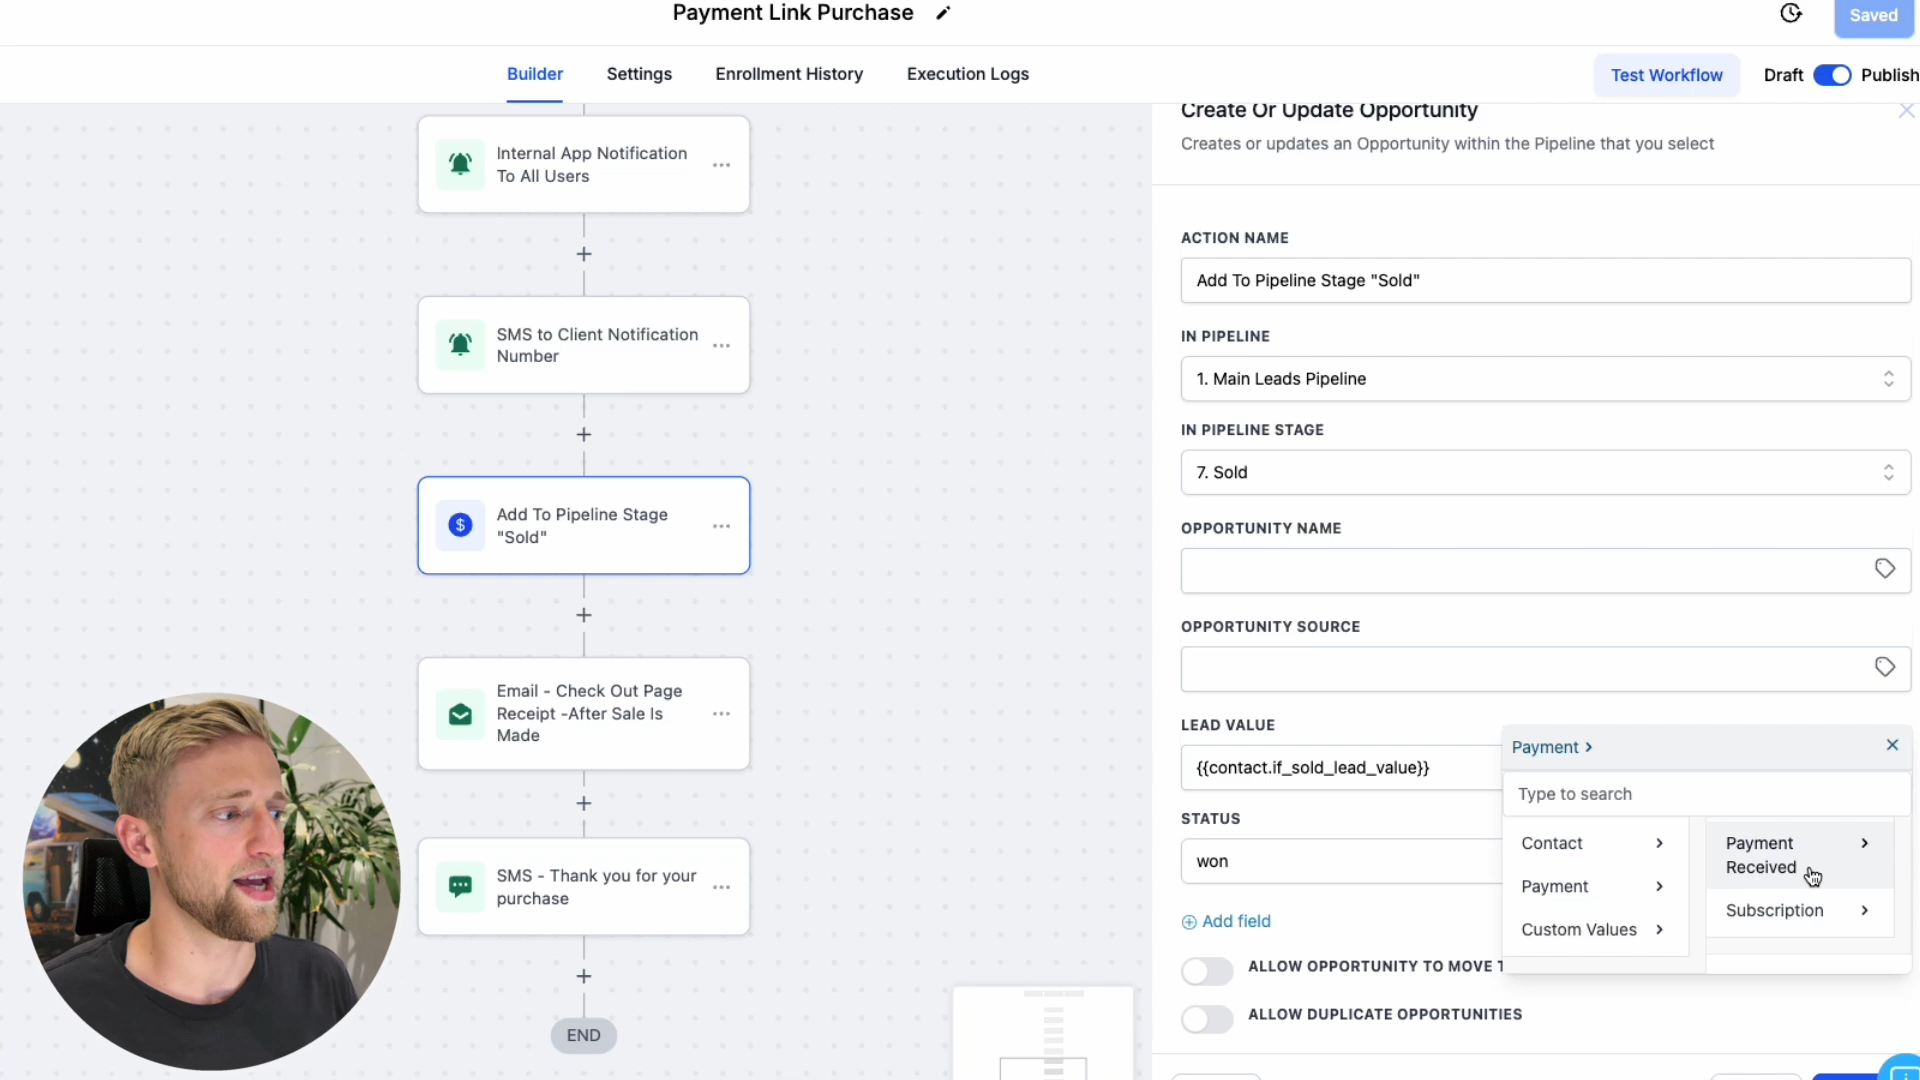 Payment Link Purchase
Saved
Builder
Settings
Enrollment History
Execution Logs
Test Workflow
Draft
Publish
Internal App Notification
To All Users
SMS to Client Notification
Number
$
Add To Pipeline Stage
"Sold"
Email - Check Out Page
Receipt -After Sale Is
Made
SMS - Thank you for your
purchase
END
Create Or Update Opportunity
Creates or updates an Opportunity within the Pipeline that you select
ACTION NAME
Add To Pipeline Stage "Sold"
IN PIPELINE
1. Main Leads Pipeline
IN PIPELINE STAGE
7. Sold
OPPORTUNITY NAME
OPPORTUNITY SOURCE
LEAD VALUE
{{contact.if_sold_lead_value}}
STATUS
won
Add field
ALLOW OPPORTUNITY TO MOVE T
ALLOW DUPLICATE OPPORTUNITIES
Payment
Type to search
Contact
Payment
Custom Values
Payment
Received
Subscription